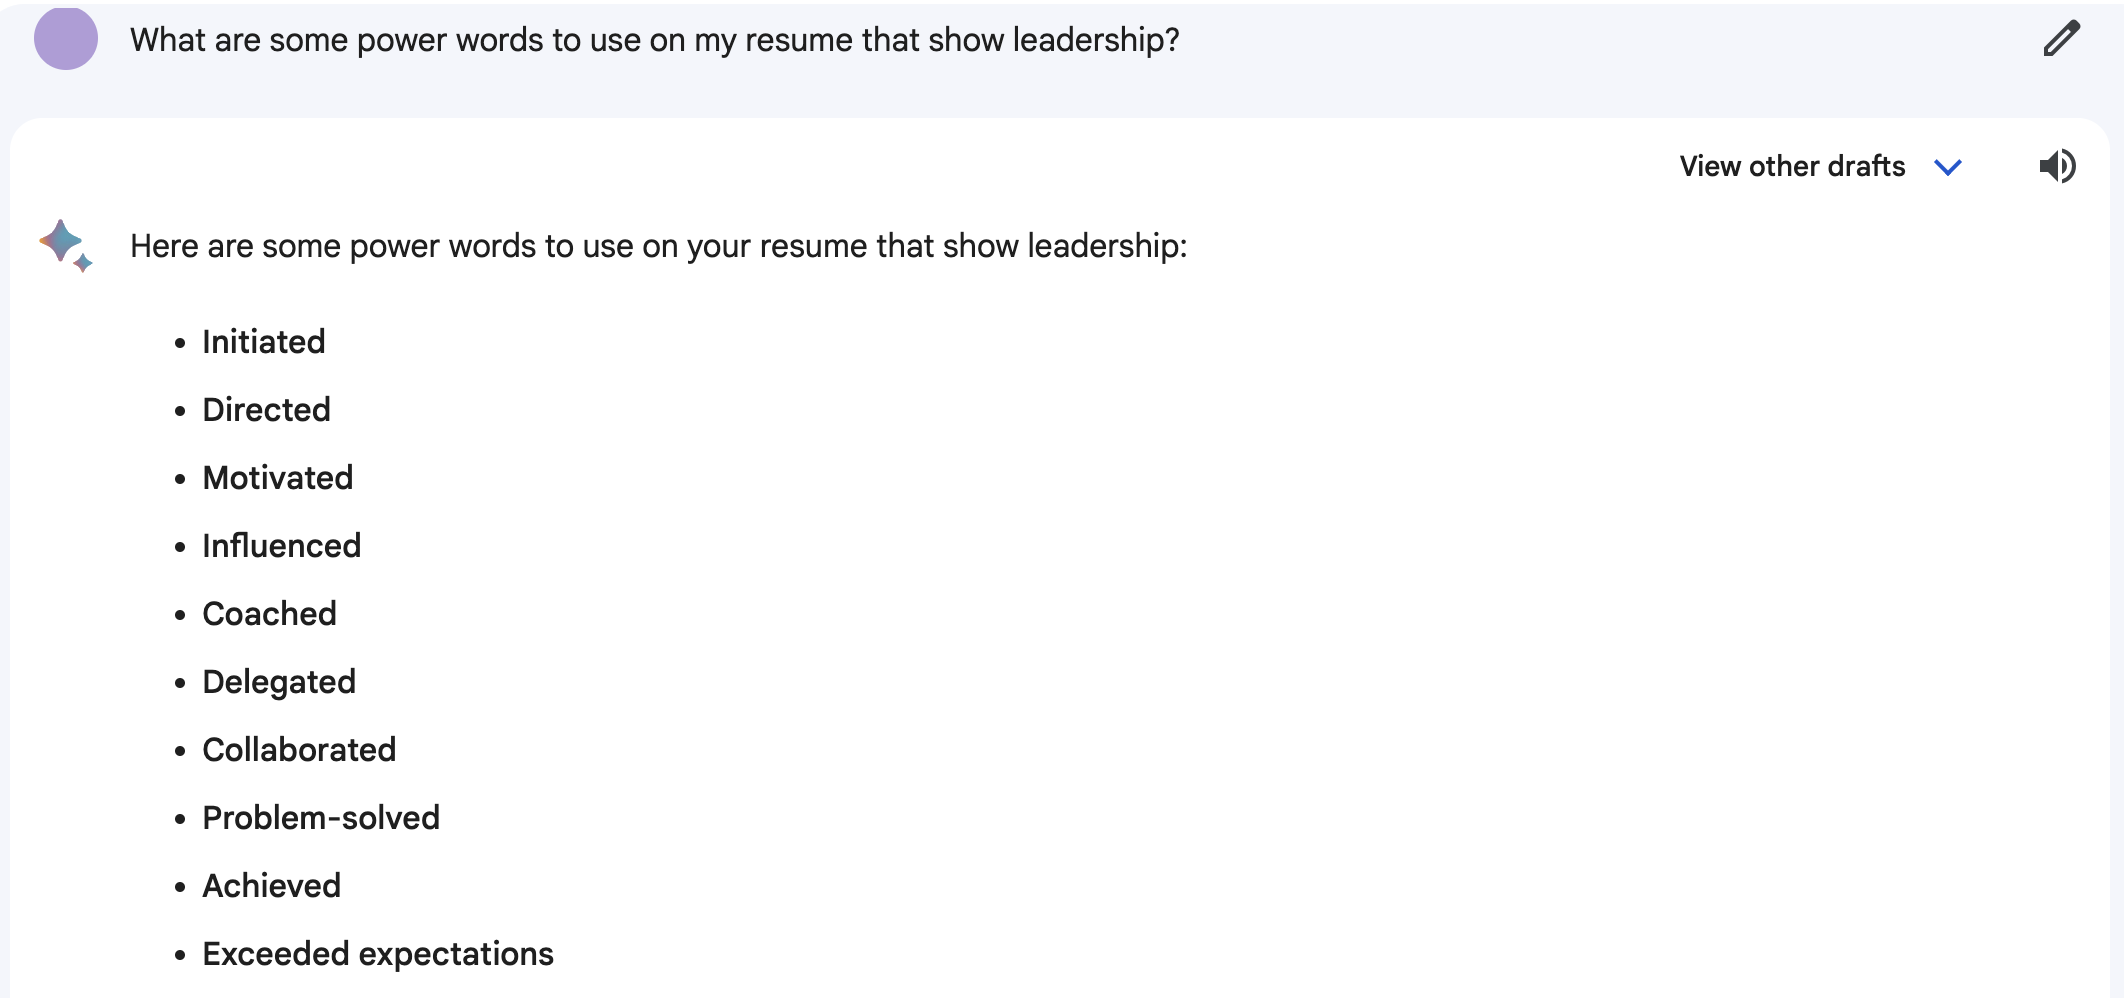 What are some power words to use on my resume that show leadership?
View other drafts
Here are some power words to use on your resume that show leadership:
• Initiated
• Directed
• Motivated
• Influenced
• Coached
• Delegated
• Collaborated
• Problem-solved
• Achieved
• Exceeded expectations